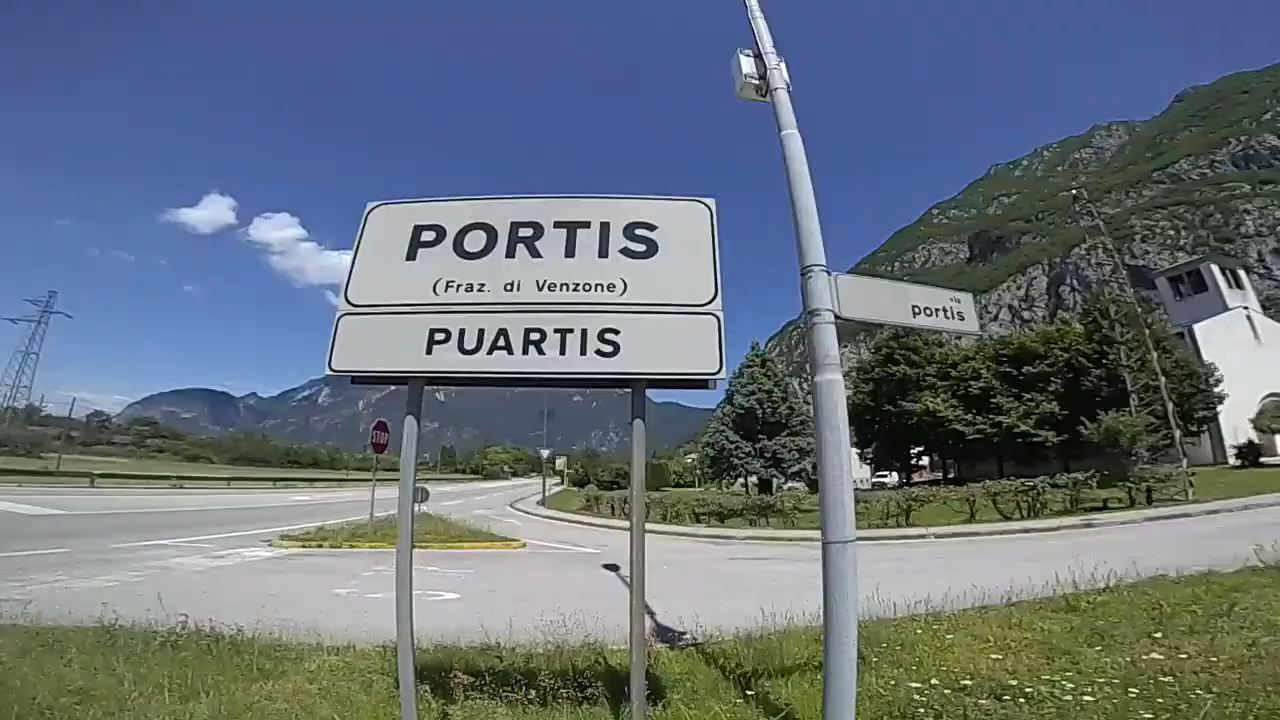 PORTIS
(Fraz. di Venzone)
PUARTIS
via
portis
STOP